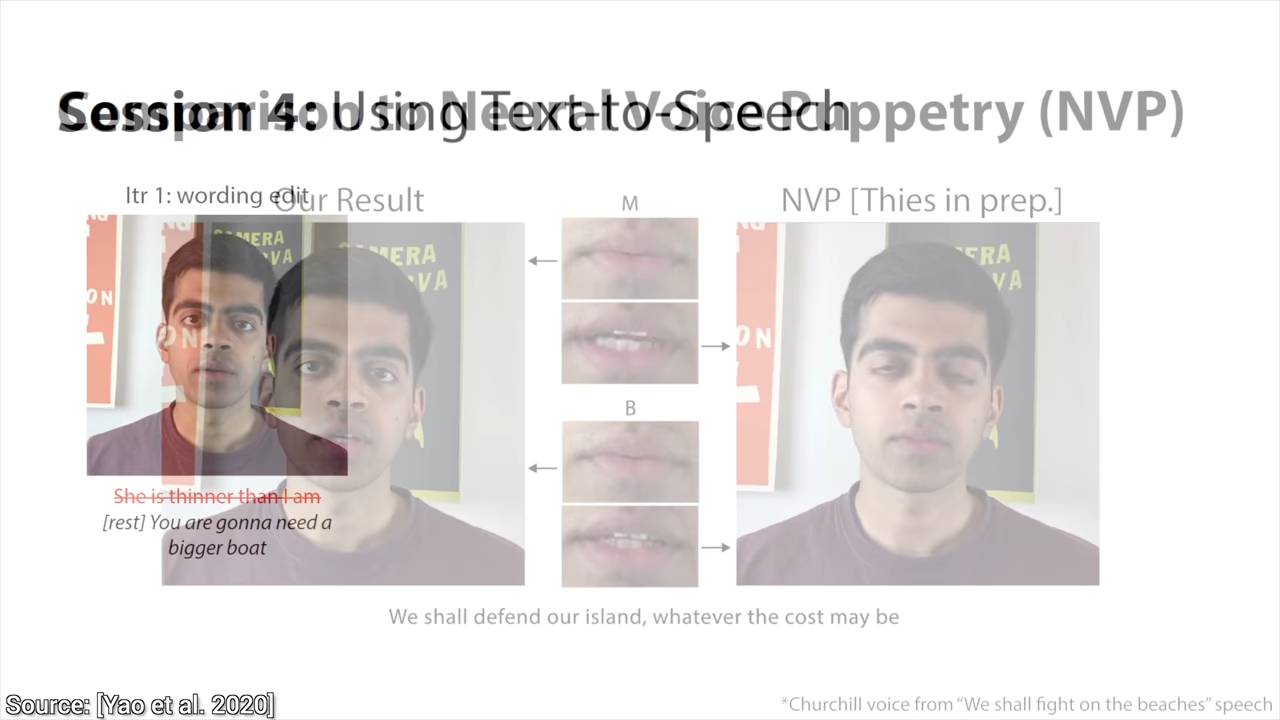 Session 4: Using Text-to-Speech
Comparison to Neural Voice Puppetry (NVP)
Itr 1: wording edit
Our Result
M
NVP [Thies in prep.]
CAMERA
ON
B
She is thinner than I am
[rest] You are gonna need a
bigger boat
We shall defend our island, whatever the cost may be
Source: [Yao et al. 2020]
*Churchill voice from “We shall fight on the beaches” speech